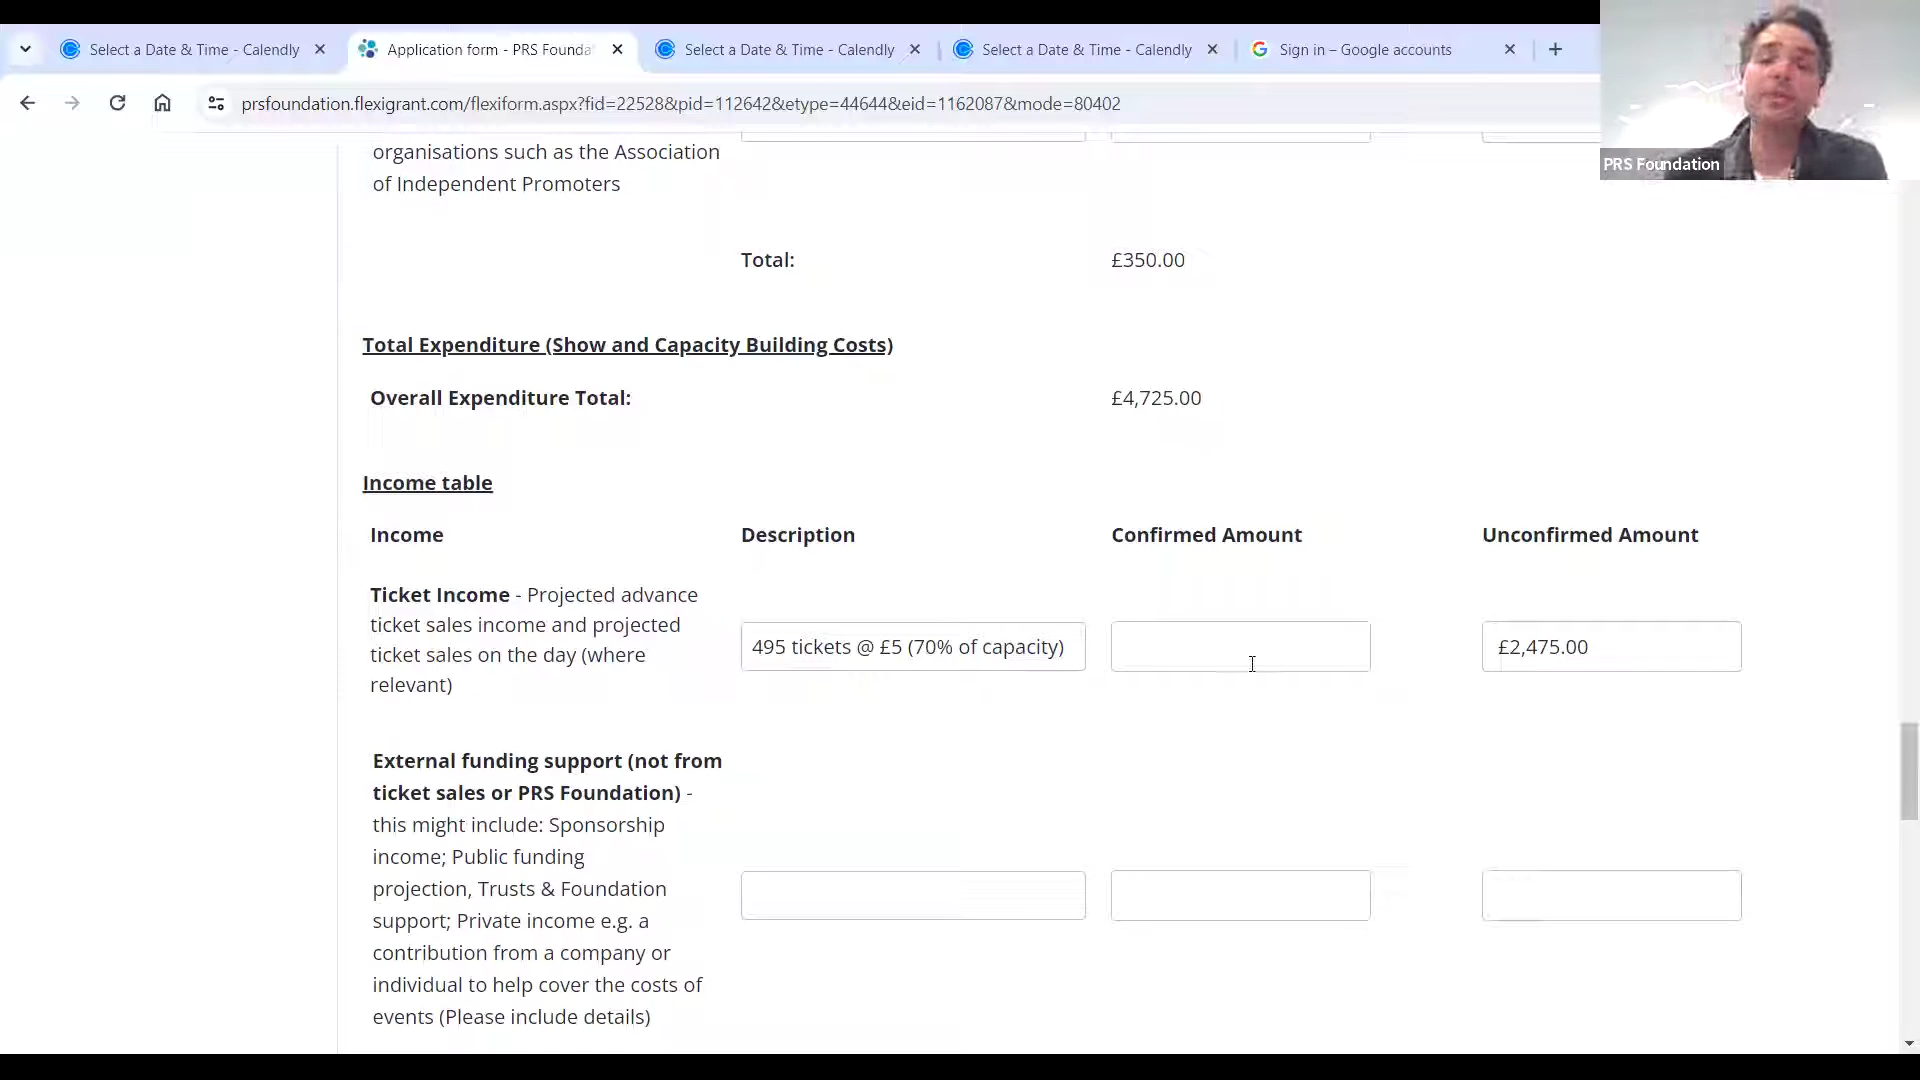 Select a Date & Time - Calendly
Application form - PRS Founda
Select a Date & Time - Calendly
Select a Date & Time - Calendly
Sign in – Google accounts
prsfoundation.flexigrant.com/flexiform.aspx?fid=22528&pid=112642&etype=44644&eid=1162087&mode=80402
PRS Foundation
organisations such as the Association
of Independent Promoters
Total: £350.00
Total Expenditure (Show and Capacity Building Costs)
Overall Expenditure Total: £4,725.00
Income table
Income Description Confirmed Amount Unconfirmed Amount
Ticket Income - Projected advance
ticket sales income and projected
ticket sales on the day (where
relevant)
495 tickets @ £5 (70% of capacity)
£2,475.00
External funding support (not from
ticket sales or PRS Foundation) -
this might include: Sponsorship
income; Public funding
projection, Trusts & Foundation
support; Private income e.g. a
contribution from a company or
individual to help cover the costs of
events (Please include details)